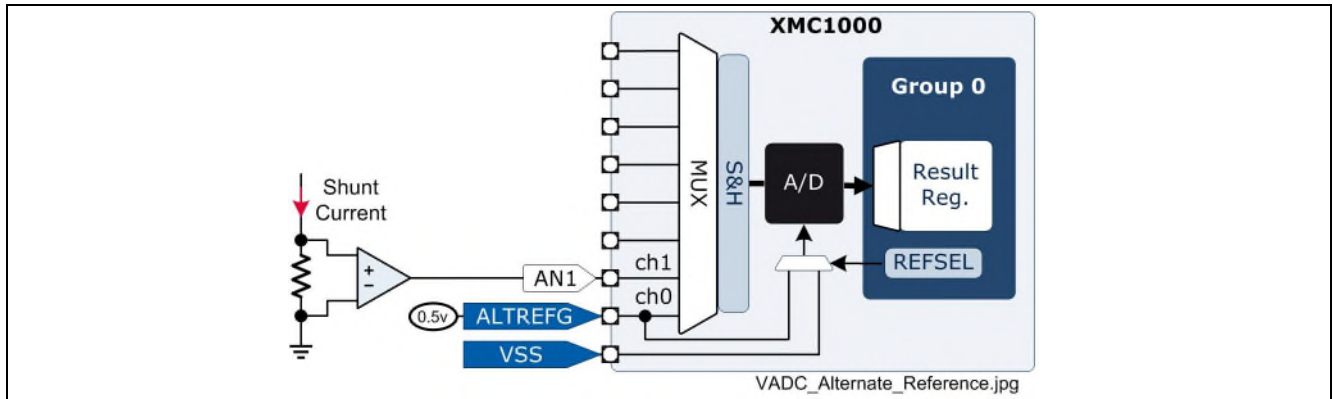 XMC1000
Group 0
MUX
S&H
A/D
Result
Reg.
Shunt
Current
+
-
AN1
ch1
REFSEL
ch0
0.5v
ALTREFG
VSS
VADC_Alternate_Reference.jpg